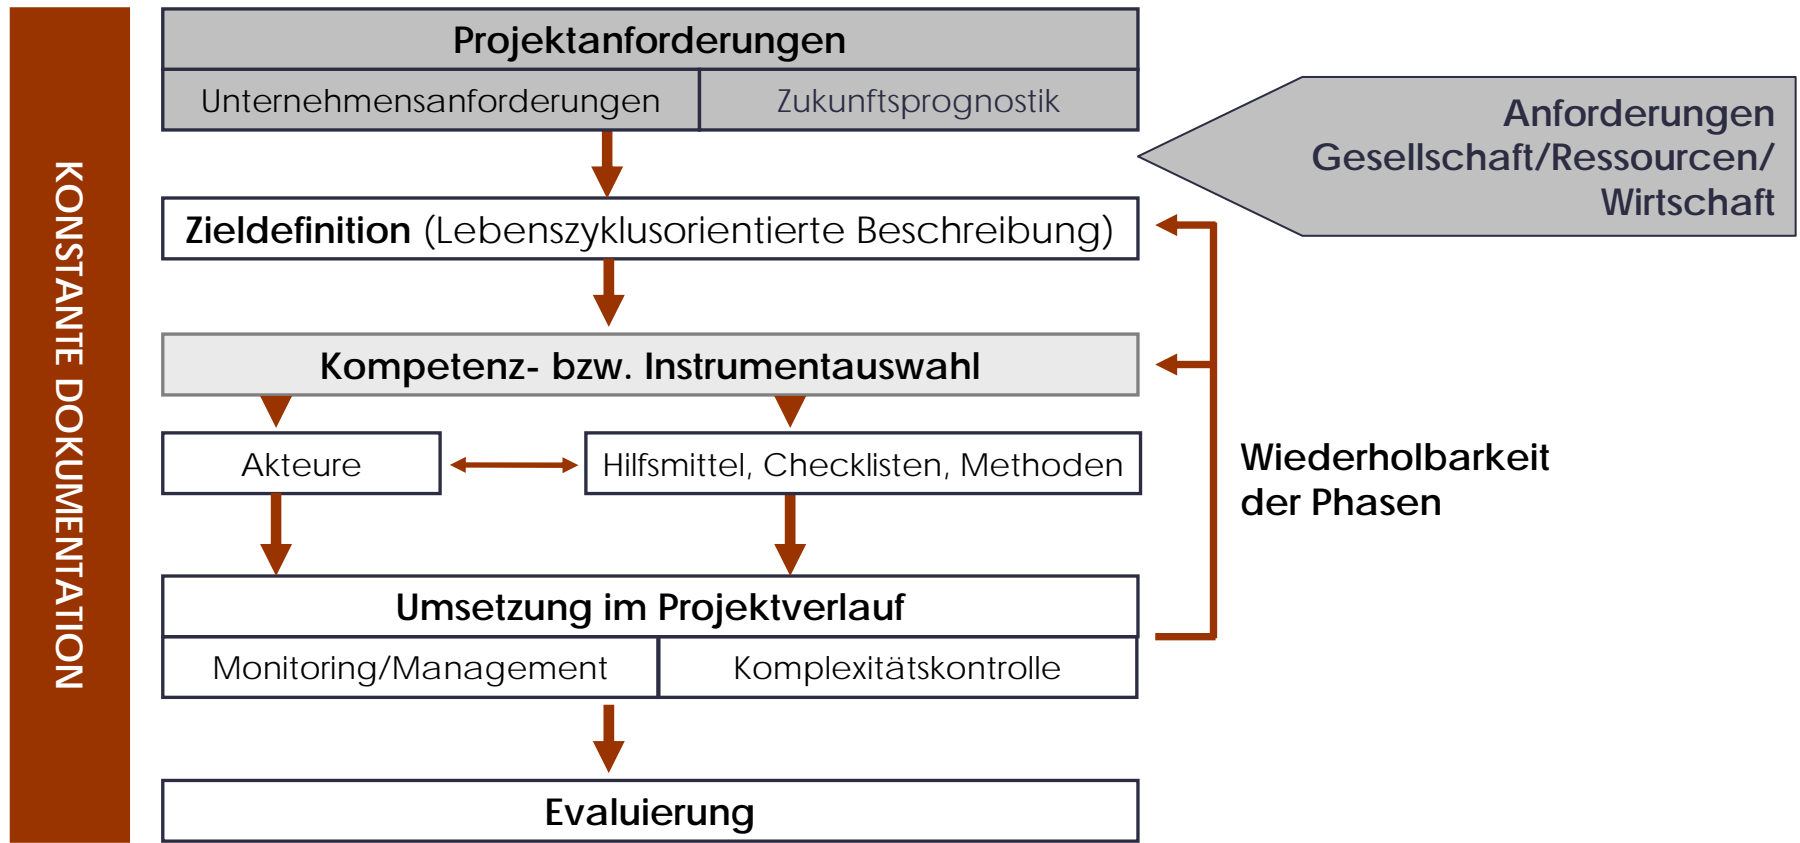 KONSTANTE DOKUMENTATION
Projektanforderungen
Unternehmensanforderungen
Zukunftsprognostik
Anforderungen
Gesellschaft/Ressourcen/
Wirtschaft
Zieldefinition (Lebenszyklusorientierte Beschreibung)
Kompetenz- bzw. Instrumentauswahl
Akteure
Hilfsmittel, Checklisten, Methoden
Wiederholbarkeit
der Phasen
Umsetzung im Projektverlauf
Monitoring/Management
Komplexitätskontrolle
Evaluierung